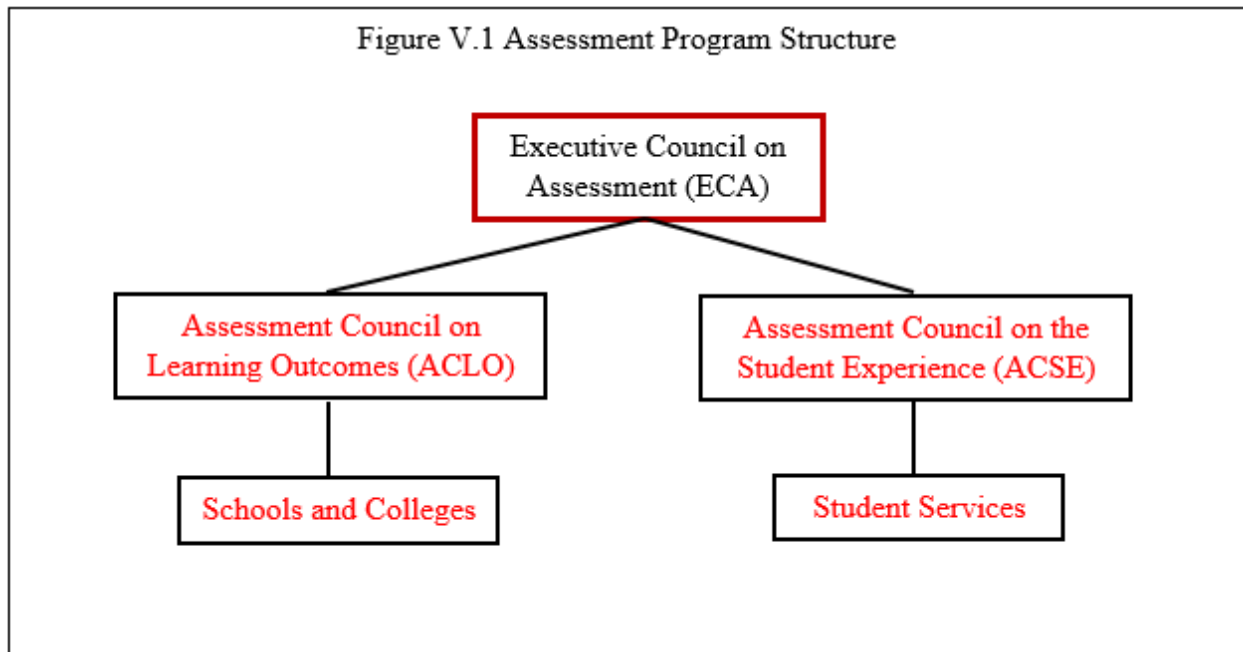 Figure V.1 Assessment Program Structure
Executive Council on
Assessment (ECA)
Assessment Council on
Learning Outcomes (ACLO)
Assessment Council on the
Student Experience (ACSE)
Schools and Colleges
Student Services